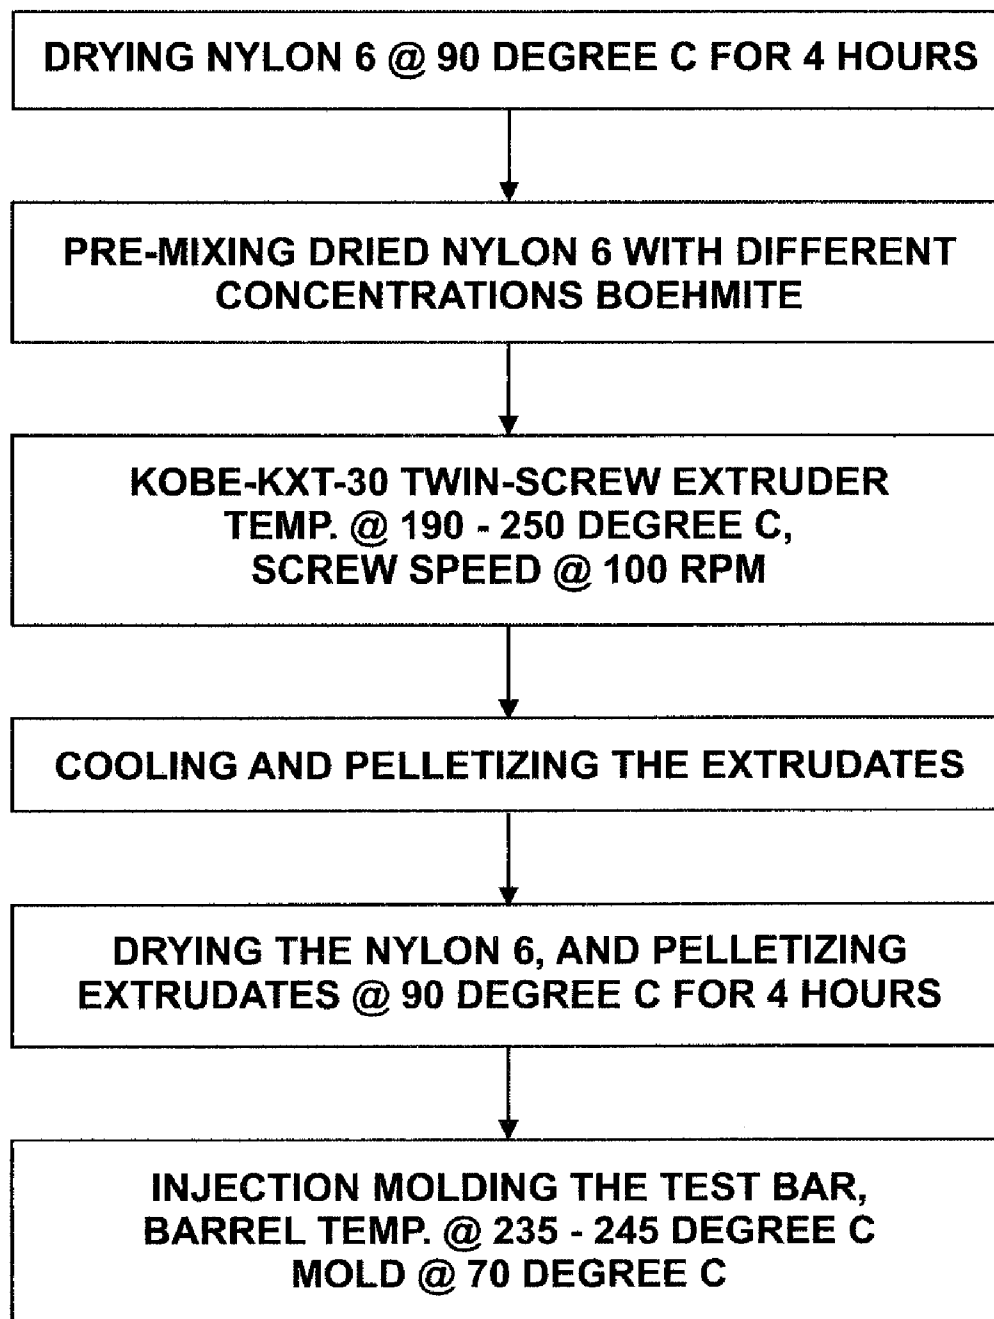 DRYING NYLON 6 @ 90 DEGREE C FOR 4 HOURS
PRE-MIXING DRIED NYLON 6 WITH DIFFERENT
CONCENTRATIONS BOEHMITE
KOBE-KXT-30 TWIN-SCREW EXTRUDER
TEMP. @ 190 - 250 DEGREE C,
SCREW SPEED @ 100 RPM
COOLING AND PELLETIZING THE EXTRUDATES
DRYING THE NYLON 6, AND PELLETIZING
EXTRUDATES @ 90 DEGREE C FOR 4 HOURS
INJECTION MOLDING THE TEST BAR,
BARREL TEMP. @ 235 - 245 DEGREE C
MOLD @ 70 DEGREE C